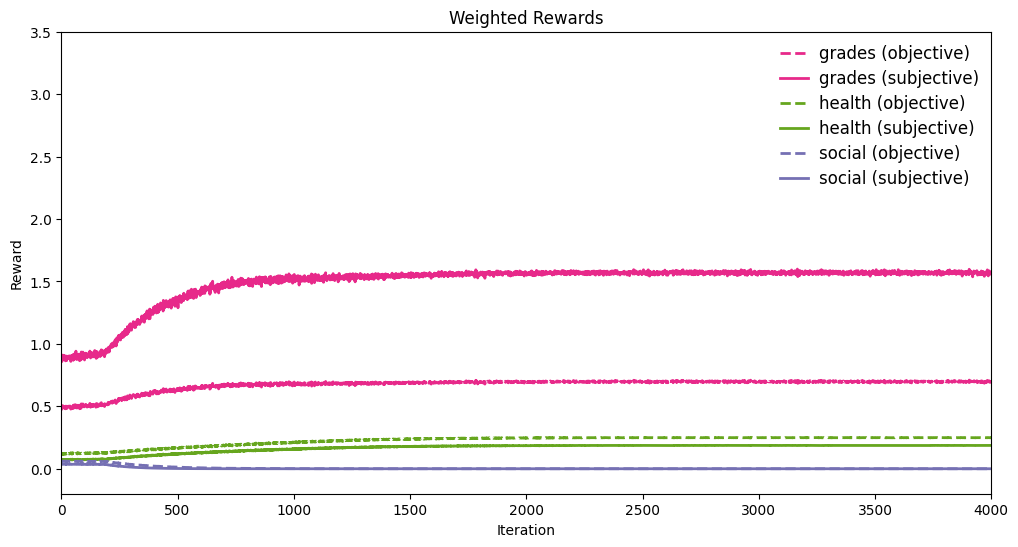 Weighted Rewards
3.5
3.0
2.5
2.0
1.5
1.0
0.5
0.0
Reward
grades (objective)
grades (subjective)
health (objective)
health (subjective)
social (objective)
social (subjective)
0 500 1000 1500 2000 2500 3000 3500 4000
Iteration